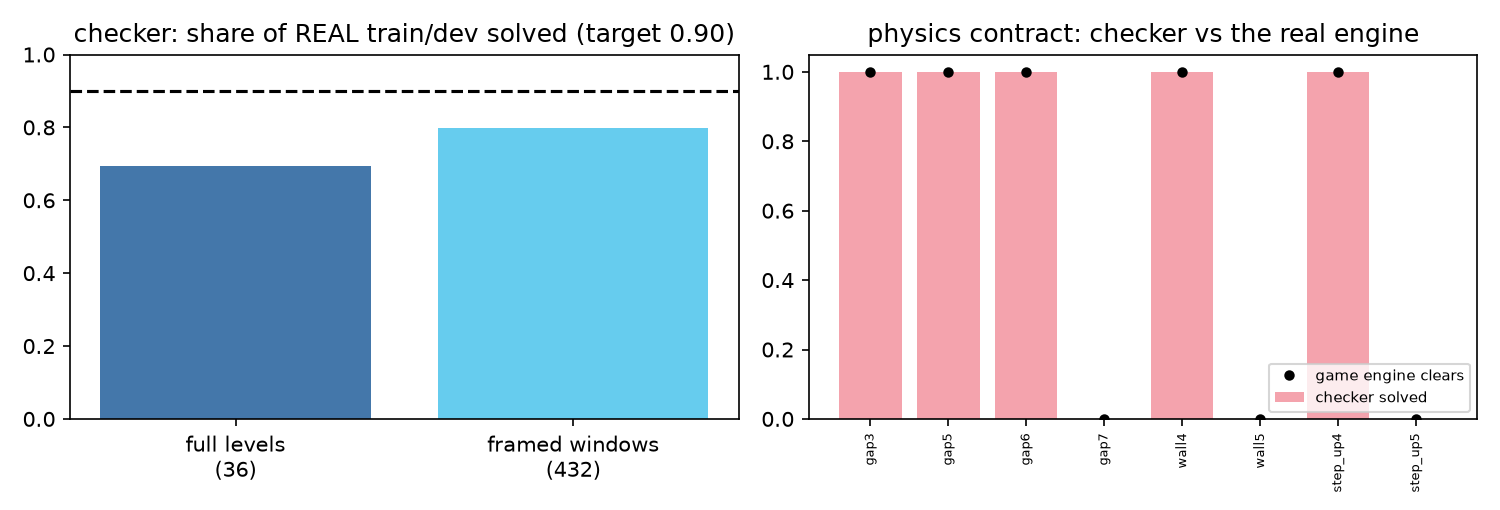 checker: share of REAL train/dev solved (target 0.90)
1.0
0.8
0.6
0.4
0.2
0.0
full levels
(36)
framed windows
(432)
physics contract: checker vs the real engine
1.0
0.8
0.6
0.4
0.2
0.0
game engine clears
checker solved
gap3
gap5
gap6
gap7
wall4
wall5
step_up4
step_up5